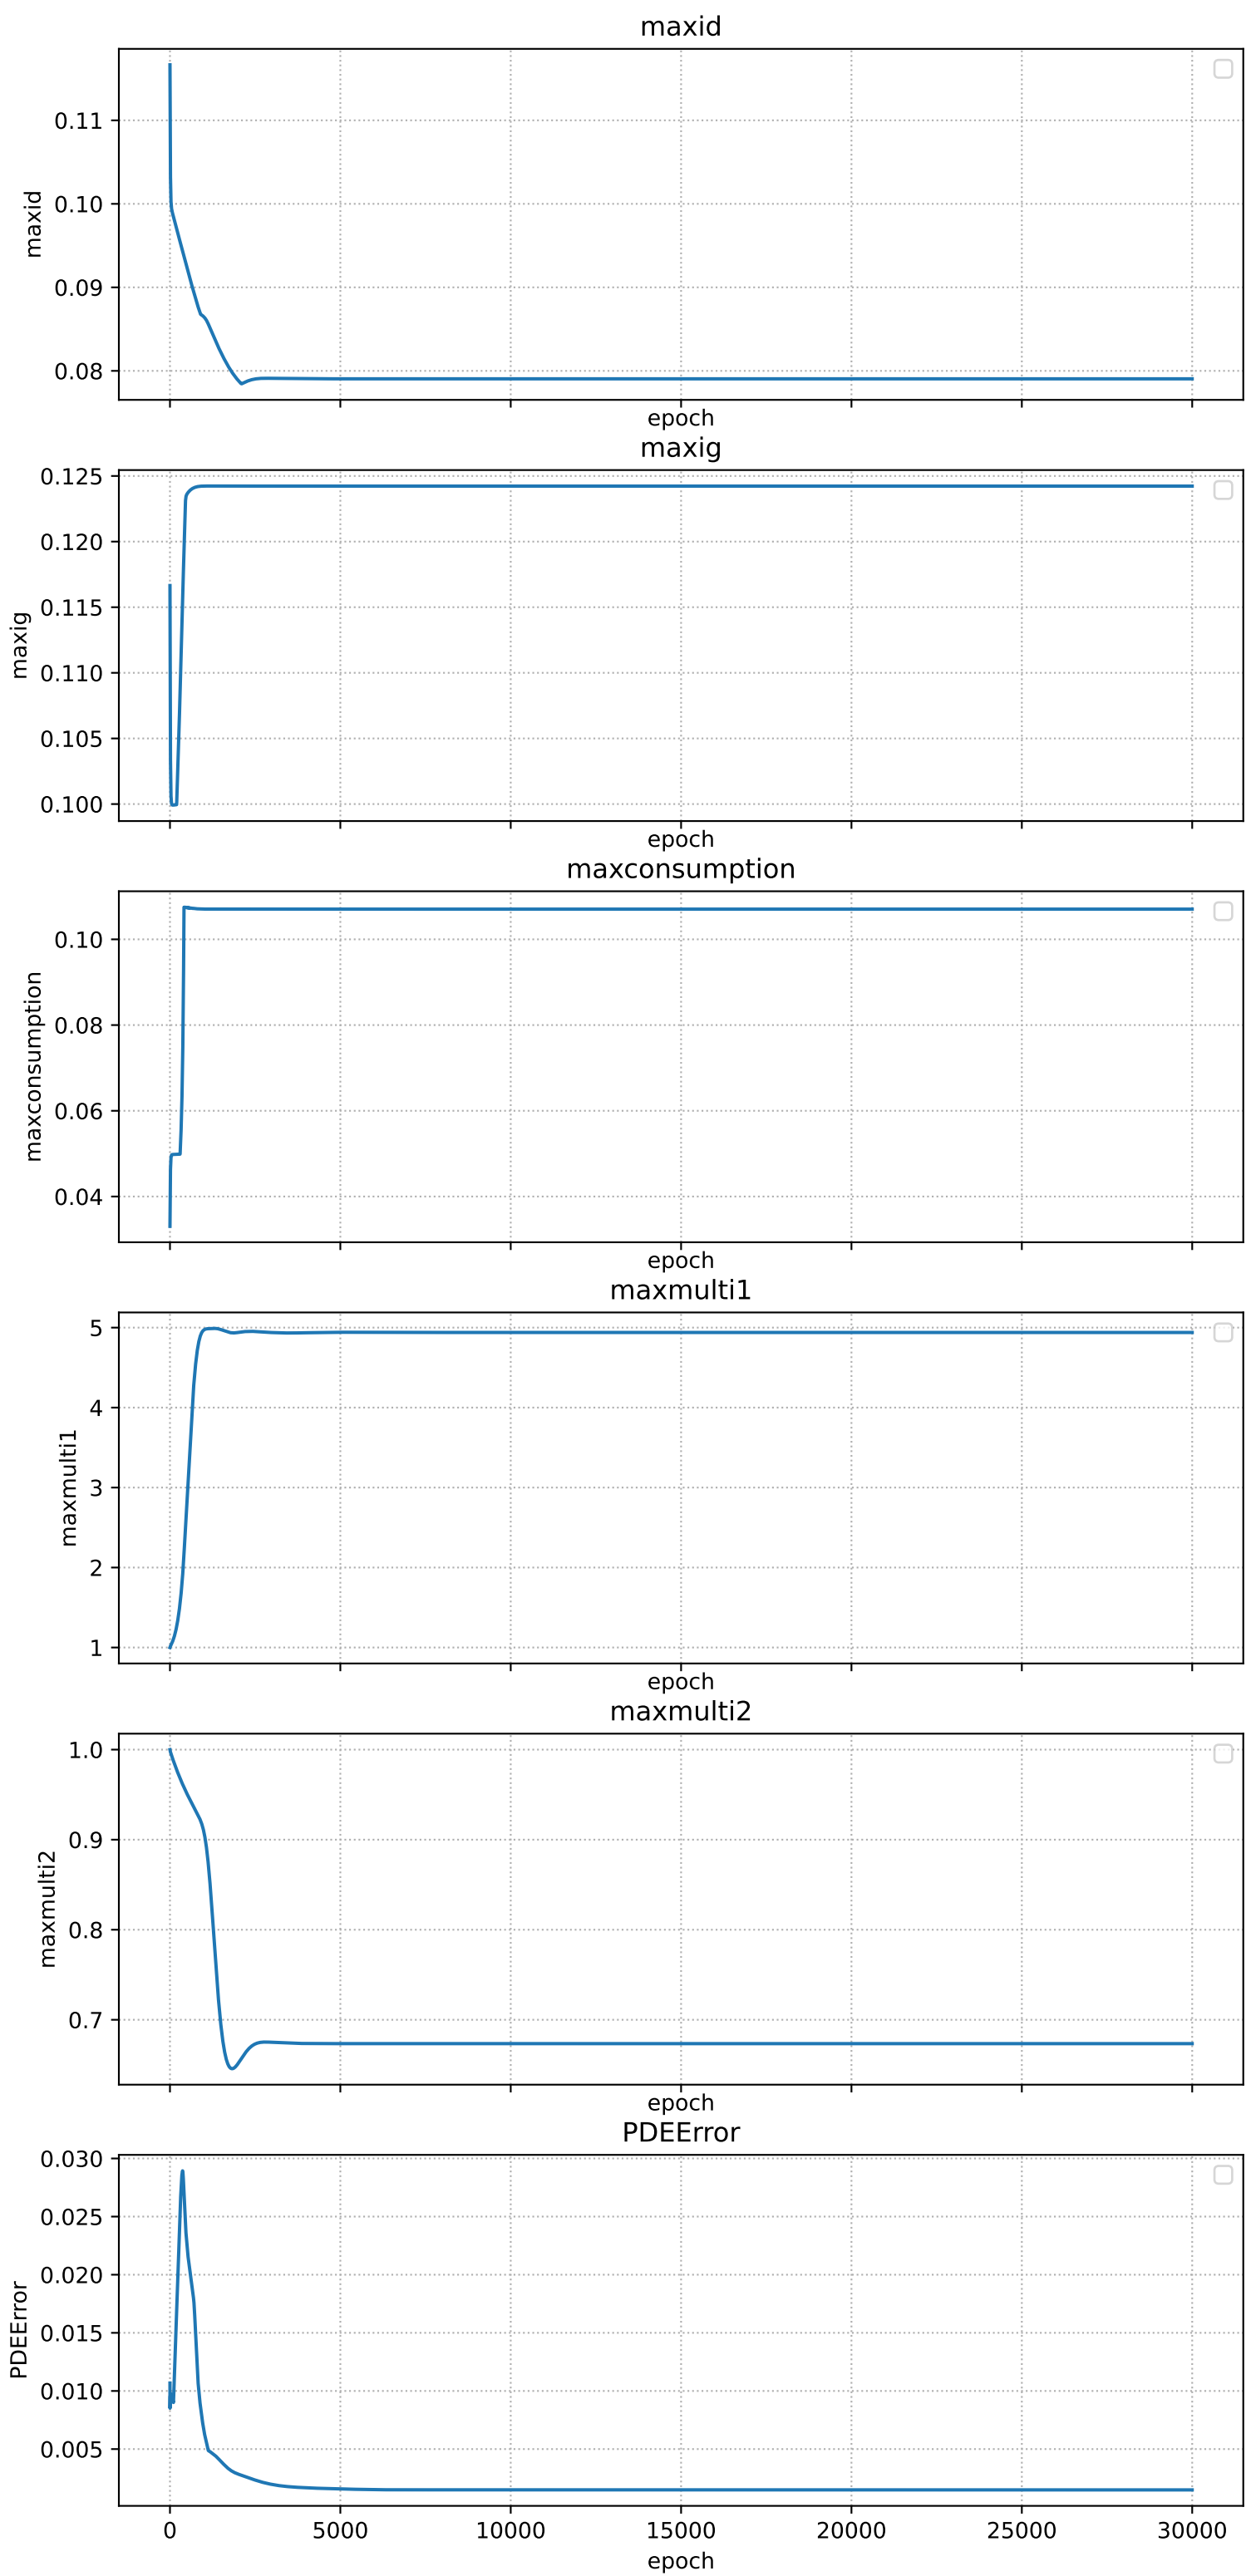 maxid
0.11
0.10
0.09
0.08
maxid
epoch
maxig
0.125
0.120
0.115
0.110
0.105
0.100
maxig
epoch
maxconsumption
0.10
0.08
0.06
0.04
maxconsumption
epoch
maxmulti1
5
4
3
2
1
maxmulti1
epoch
maxmulti2
1.0
0.9
0.8
0.7
maxmulti2
epoch
PDEError
0.030
0.025
0.020
0.015
0.010
0.005
PDEError
0 5000 10000 15000 20000 25000 30000
epoch